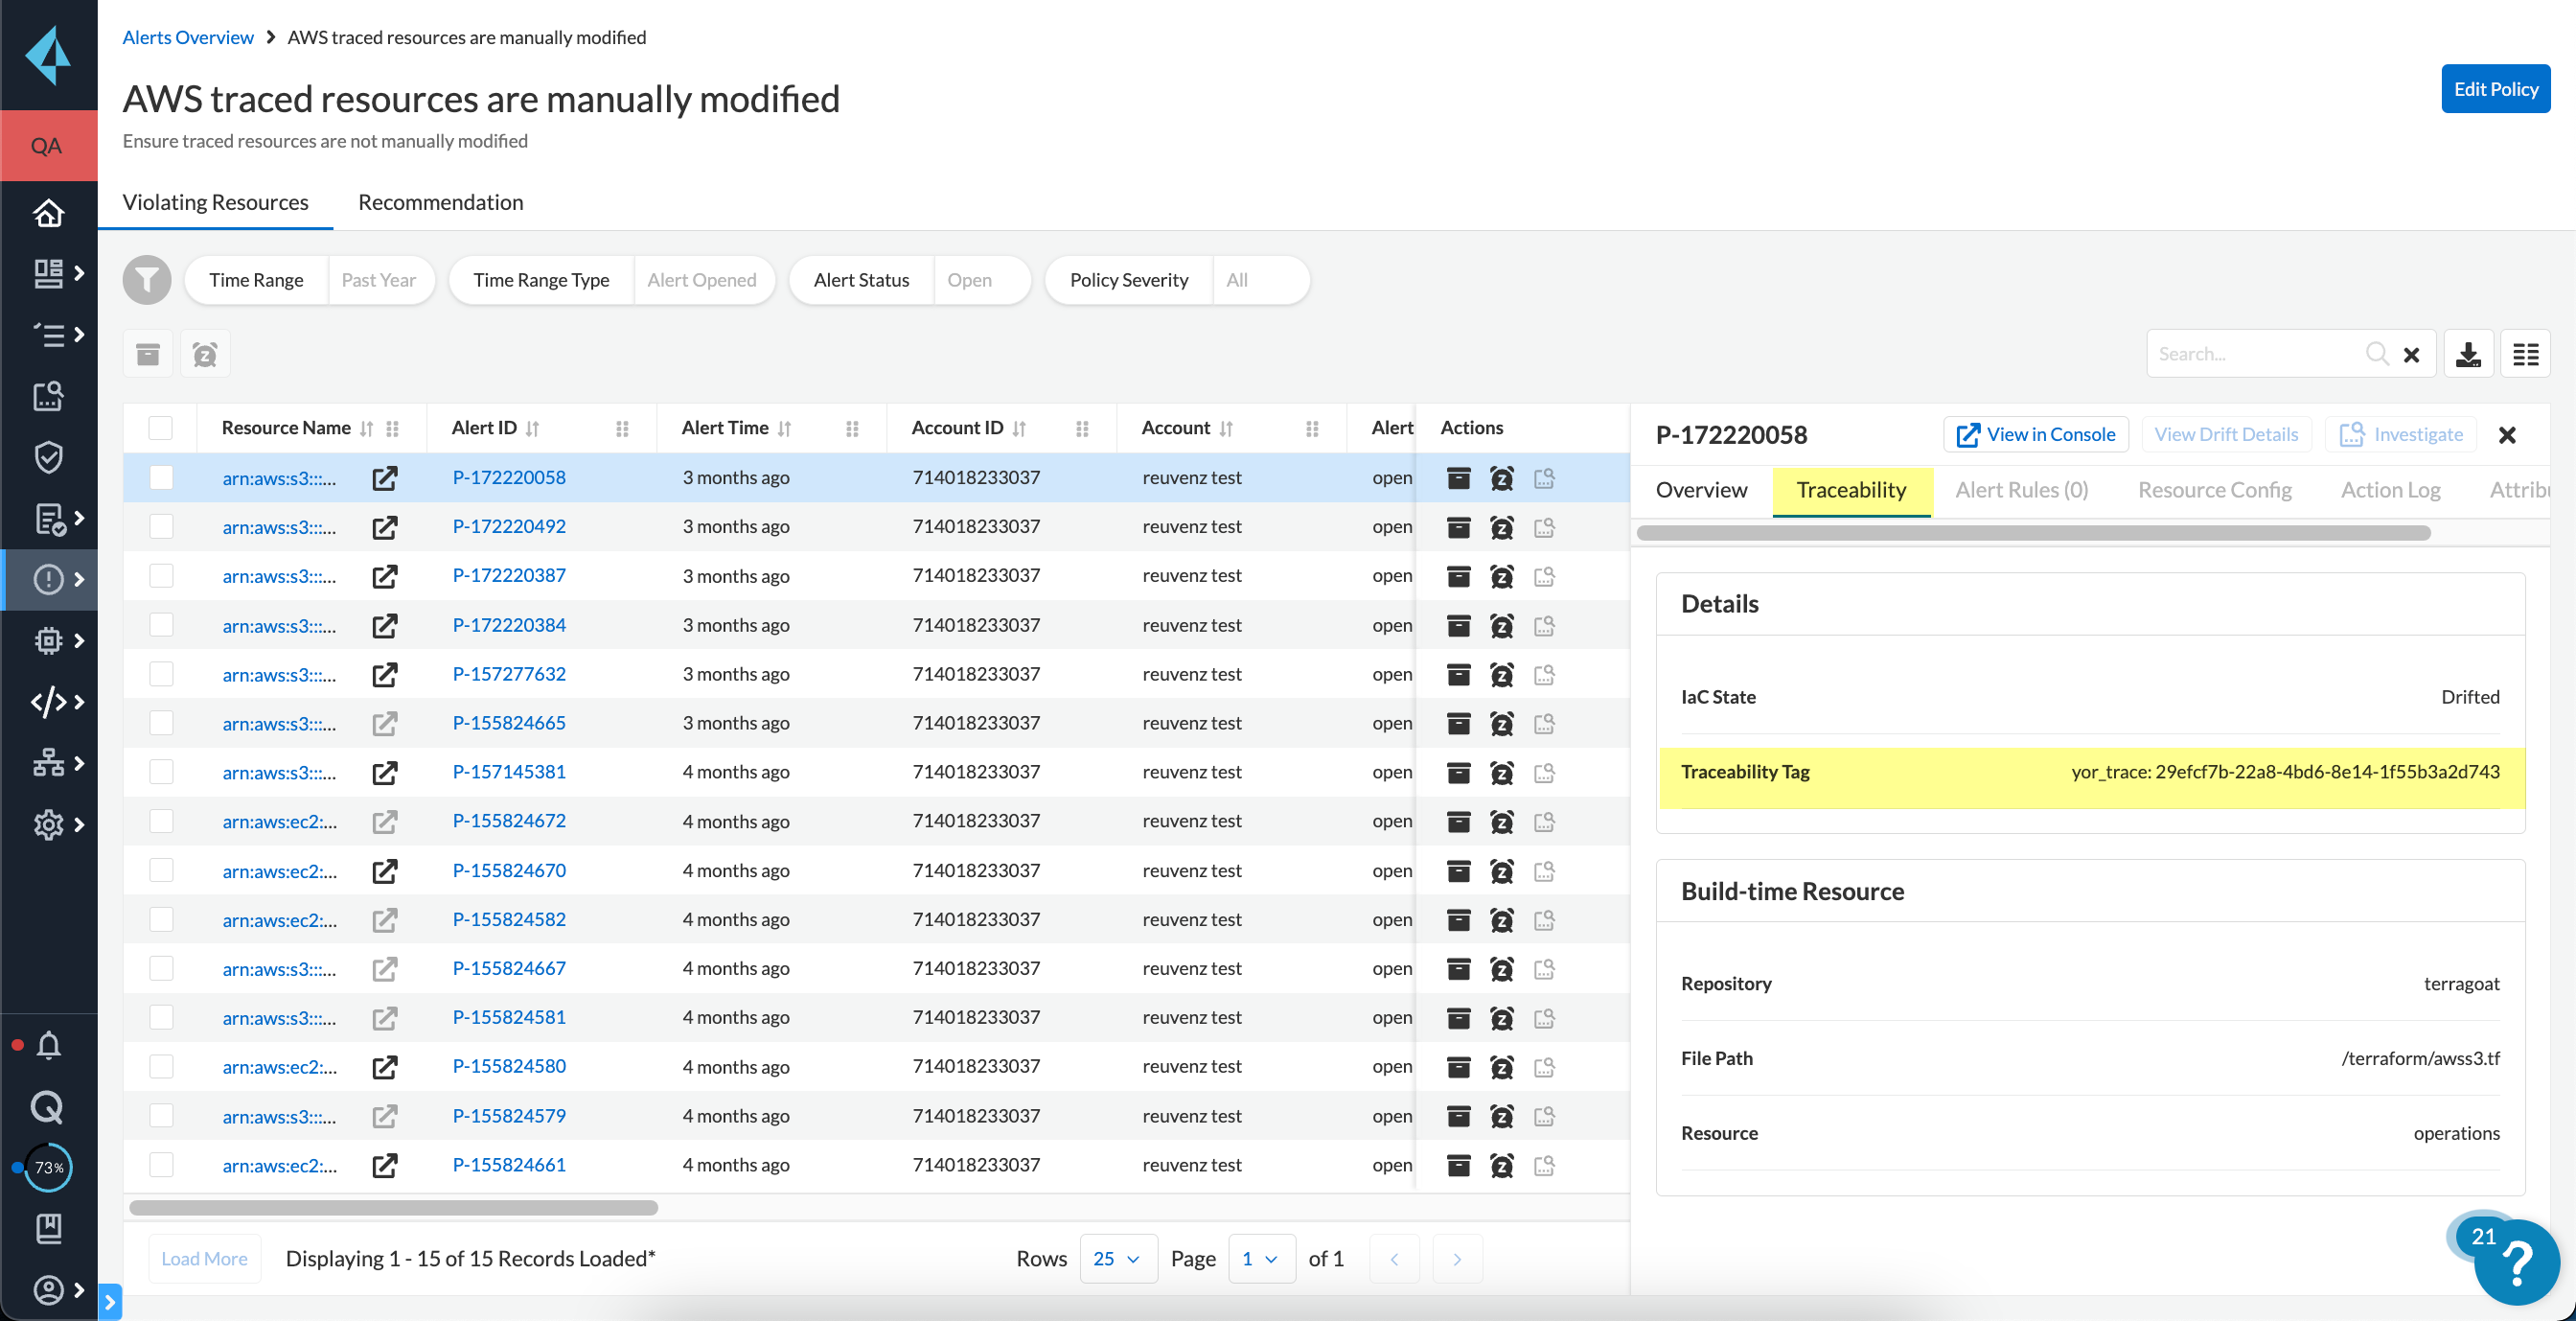 Alerts Overview > AWS traced resources are manually modified
AWS traced resources are manually modified
Ensure traced resources are not manually modified
Edit Policy
QA
Violating Resources Recommendation
Time Range Past Year Time Range Type Alert Opened Alert Status Open Policy Severity All
Search...
Resource Name Alert ID Alert Time Account ID Account Alert Actions
arn:aws:s3:::... P-172220058 3 months ago 714018233037 reuvenz test open
arn:aws:s3:::... P-172220492 3 months ago 714018233037 reuvenz test open
arn:aws:s3:::... P-172220387 3 months ago 714018233037 reuvenz test open
arn:aws:s3:::... P-172220384 3 months ago 714018233037 reuvenz test open
arn:aws:s3:::... P-157277632 3 months ago 714018233037 reuvenz test open
arn:aws:s3:::... P-155824665 3 months ago 714018233037 reuvenz test open
arn:aws:s3:::... P-157145381 4 months ago 714018233037 reuvenz test open
arn:aws:ec2:... P-155824672 4 months ago 714018233037 reuvenz test open
arn:aws:ec2:... P-155824670 4 months ago 714018233037 reuvenz test open
arn:aws:ec2:... P-155824582 4 months ago 714018233037 reuvenz test open
arn:aws:s3:::... P-155824667 4 months ago 714018233037 reuvenz test open
arn:aws:s3:::... P-155824581 4 months ago 714018233037 reuvenz test open
arn:aws:ec2:... P-155824580 4 months ago 714018233037 reuvenz test open
arn:aws:s3:::... P-155824579 4 months ago 714018233037 reuvenz test open
arn:aws:ec2:... P-155824661 4 months ago 714018233037 reuvenz test open
Load More Displaying 1 - 15 of 15 Records Loaded* Rows 25 Page 1 of 1
P-172220058 View in Console View Drift Details Investigate
Overview Traceability Alert Rules (0) Resource Config Action Log Attribu
Details
IaC State Drifted
Traceability Tag yor_trace: 29efcf7b-22a8-4bd6-8e14-1f55b3a2d743
Build-time Resource
Repository terragoat
File Path /terraform/awss3.tf
Resource operations
73%
21
?